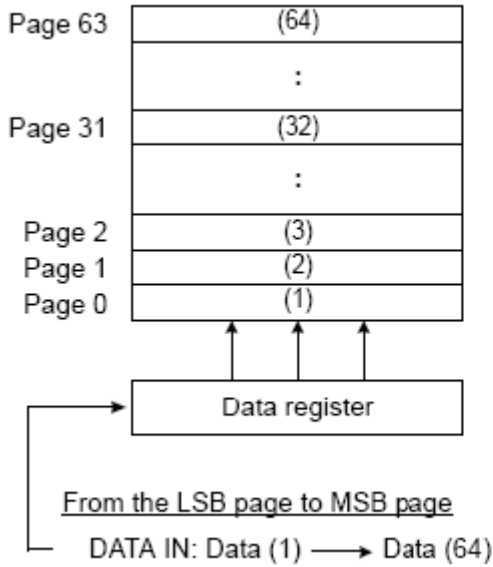 Page 63 (64)
:
Page 31 (32)
:
Page 2 (3)
Page 1 (2)
Page 0 (1)
Data register
From the LSB page to MSB page
DATA IN: Data (1) → Data (64)